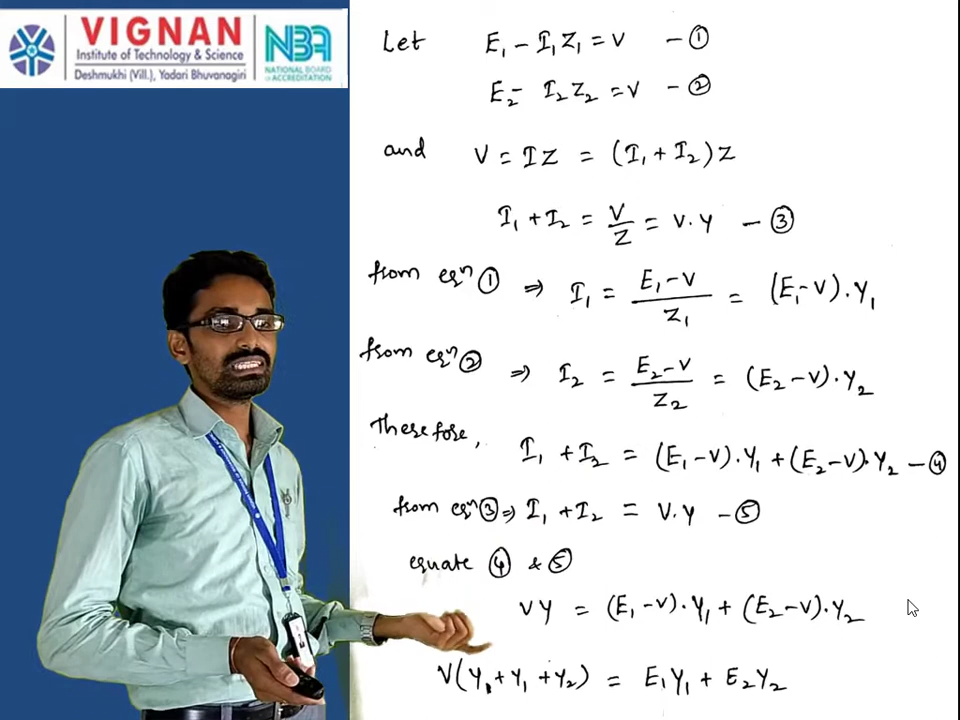 VIGNAN
Institute of Technology & Science
Deshmukhi (Vill.), Yadari Bhuvanagiri
NBA
NATIONAL BOARD
of ACCREDITATION
Let E₁ - I₁Z₁ = V - ①
E₂ - I₂Z₂ = V - ②
and V = IZ = (I₁ + I₂)Z
I₁ + I₂ = V/Z = V.Y - ③
from eqⁿ ① ⇒ I₁ = E₁-V/Z₁ = (E₁-V).Y₁
from eqⁿ ② ⇒ I₂ = E₂-V/Z₂ = (E₂-V).Y₂
Therefore, I₁ + I₂ = (E₁-V).Y₁ + (E₂-V).Y₂ - ④
from eqⁿ ③ ⇒ I₁ + I₂ = V.Y - ⑤
equate ④ & ⑤
VY = (E₁-V).Y₁ + (E₂-V).Y₂
V(Y + Y₁ + Y₂) = E₁Y₁ + E₂Y₂